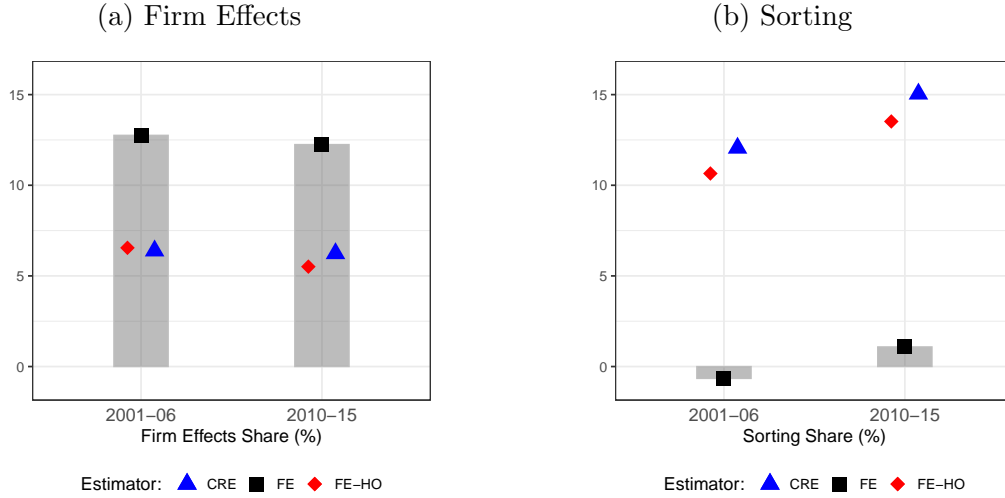 (a) Firm Effects
15
10
5
0
2001−06 2010−15
Firm Effects Share (%)
Estimator: CRE FE FE−HO
(b) Sorting
15
10
5
0
2001−06 2010−15
Sorting Share (%)
Estimator: CRE FE FE−HO